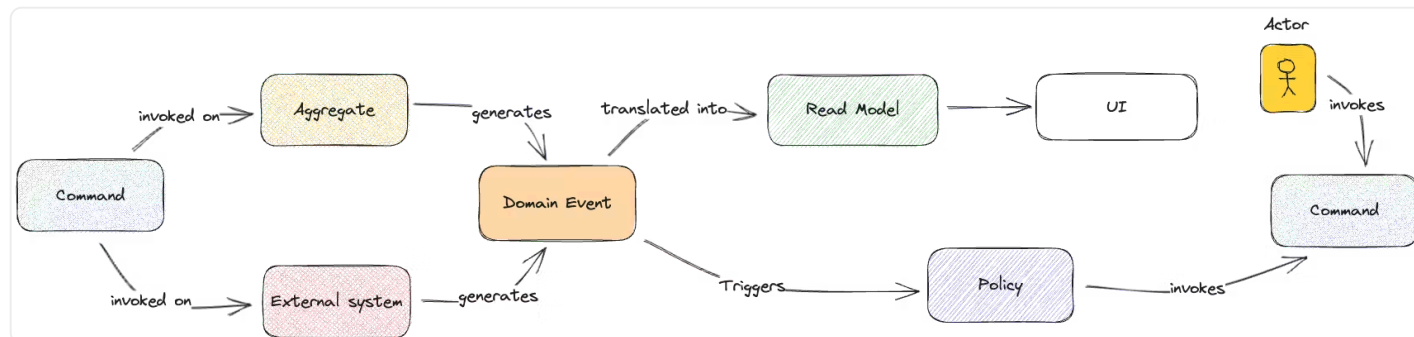 Actor
invoked on
Aggregate
generates
translated into
Read Model
UI
invokes
Command
Domain Event
Command
invoked on
External system
generates
Triggers
Policy
invokes